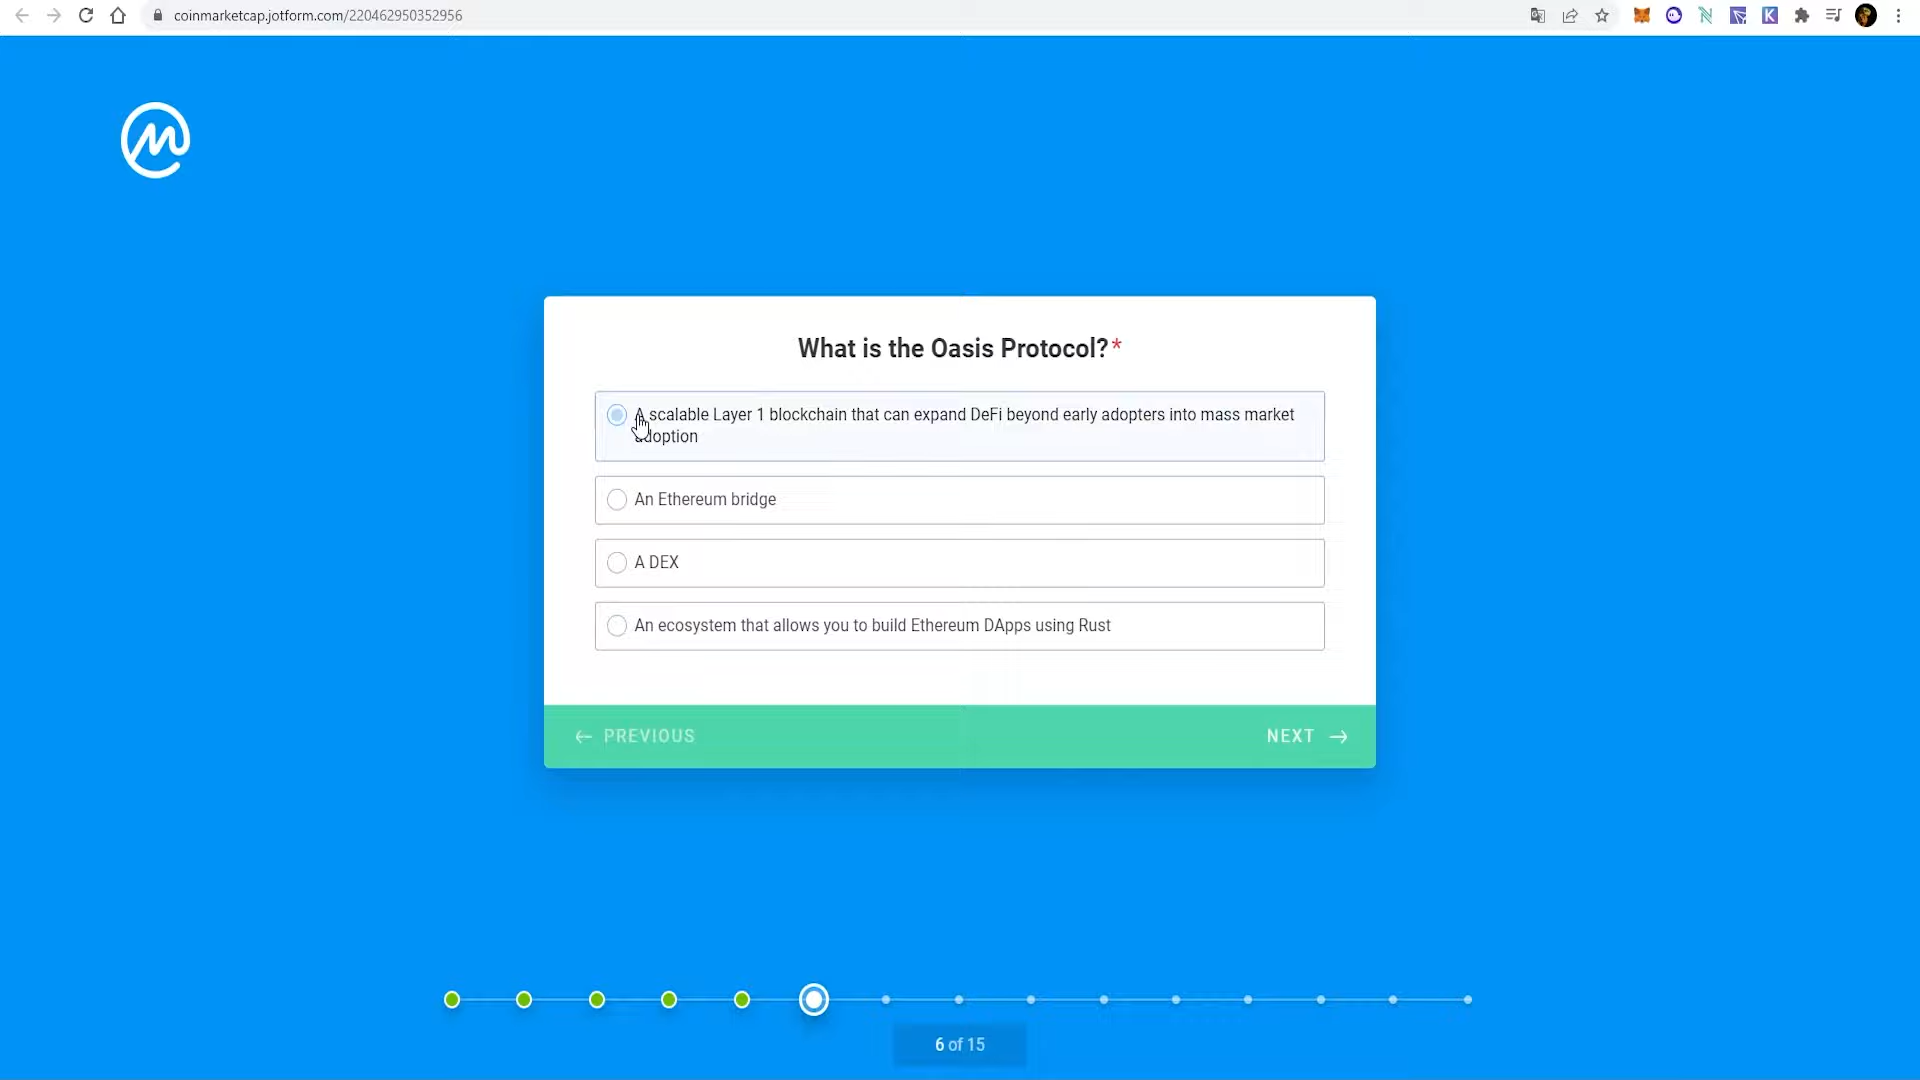 coinmarketcap.jotform.com/220462950352956
What is the Oasis Protocol?*
A scalable Layer 1 blockchain that can expand DeFi beyond early adopters into mass market
adoption
An Ethereum bridge
A DEX
An ecosystem that allows you to build Ethereum DApps using Rust
← PREVIOUS
NEXT →
6 of 15